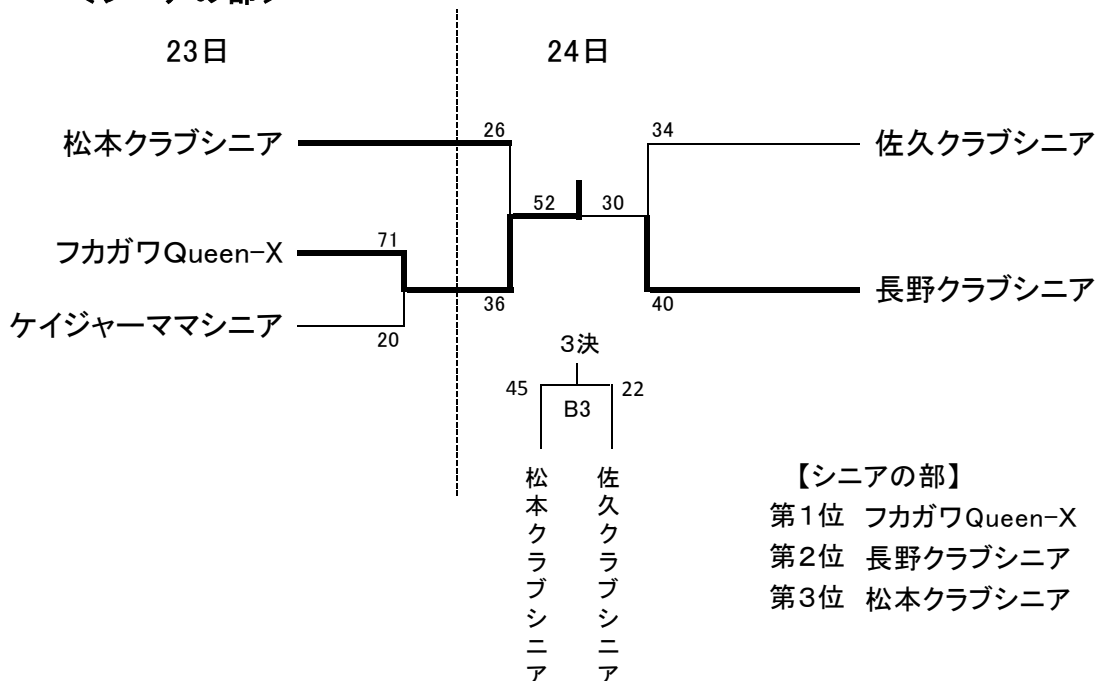 23日 24日
松本クラブシニア 26 34 佐久クラブシニア
52 30
フカガワQueen-X 71
36 40 長野クラブシニア
ケイジャーママシニア 20
3決
45 22
B3
松本クラブシニア
佐久クラブシニア
【シニアの部】
第1位 フカガワQueen-X
第2位 長野クラブシニア
第3位 松本クラブシニア